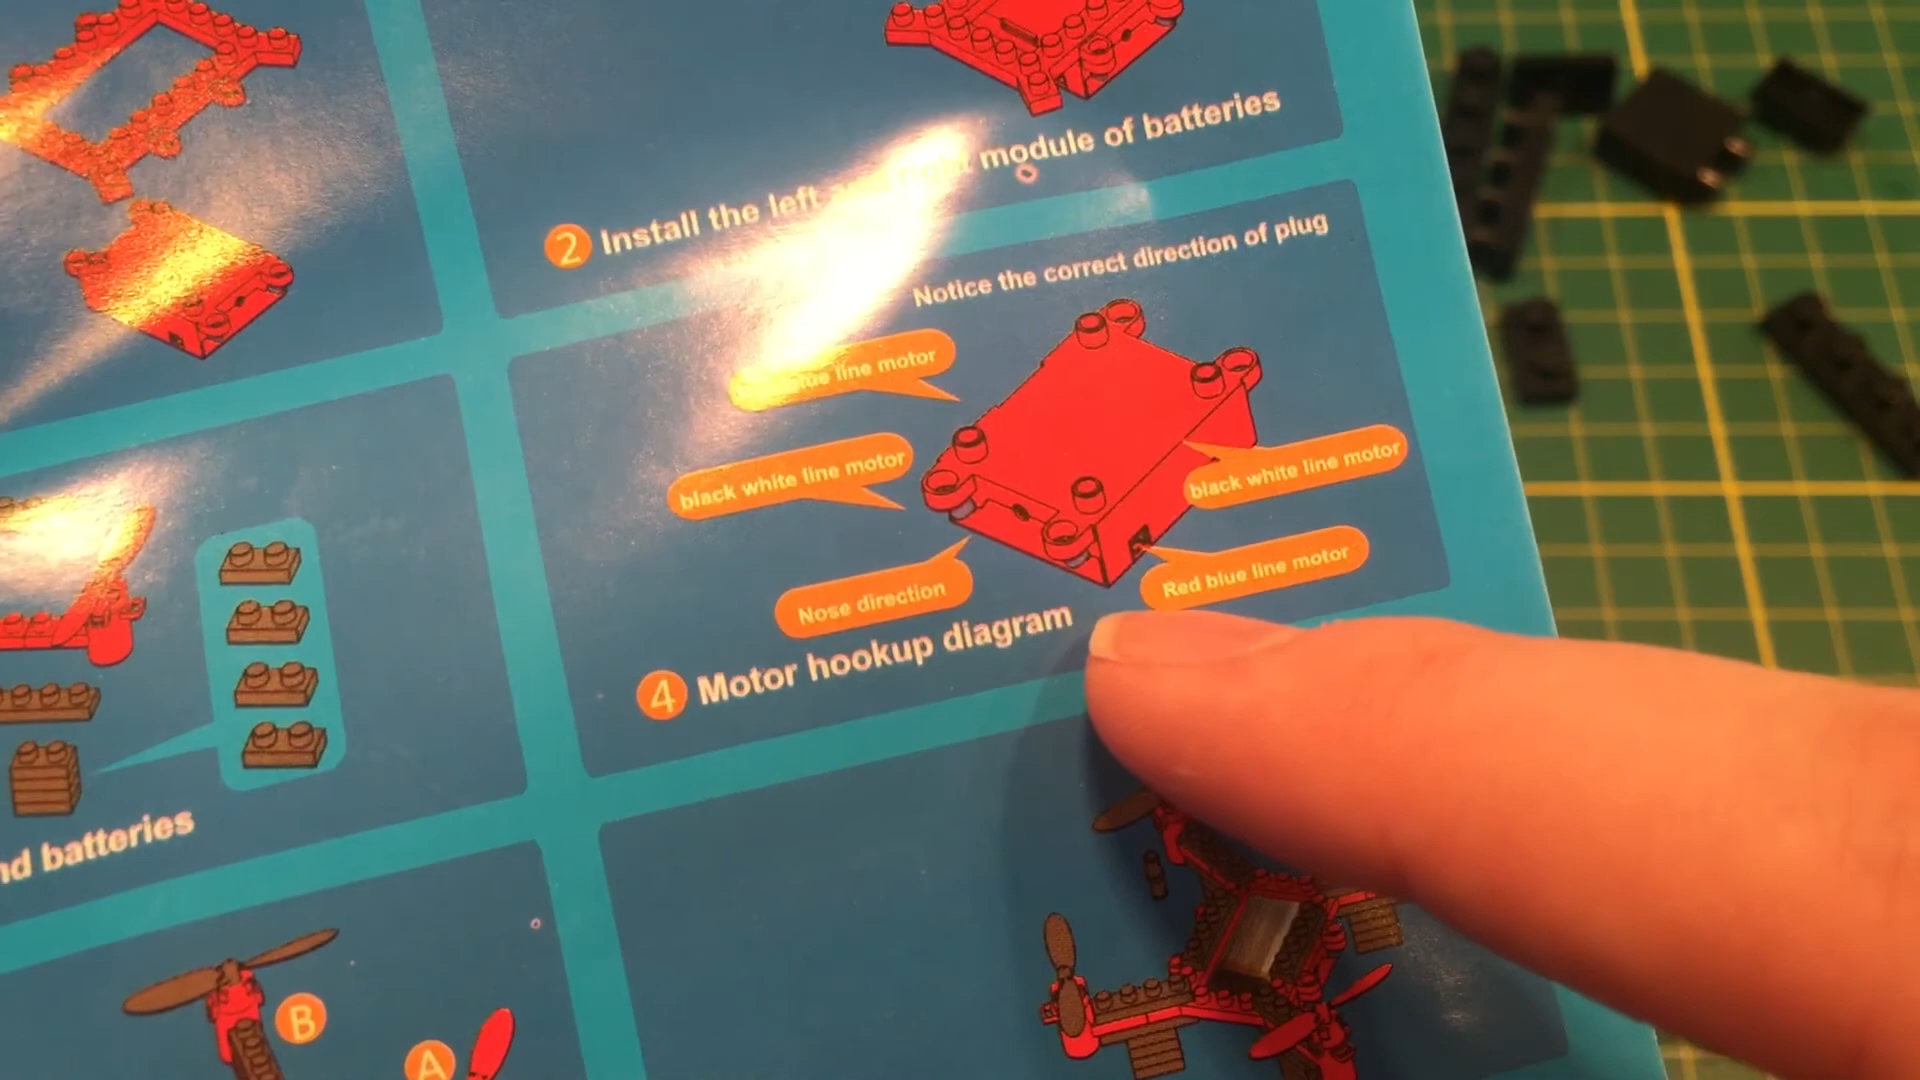 2 Install the left right module of batteries
Notice the correct direction of plug
line motor
black white line motor
black white line motor
Nose direction
Red blue line motor
4 Motor hookup diagram
batteries
B
A